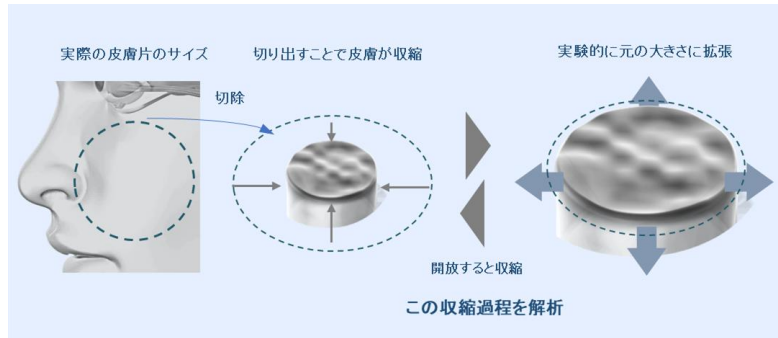 実際の皮膚片のサイズ
切り出すことで皮膚が収縮
実験的に元の大きさに拡張
切除
開放すると収縮
この収縮過程を解析